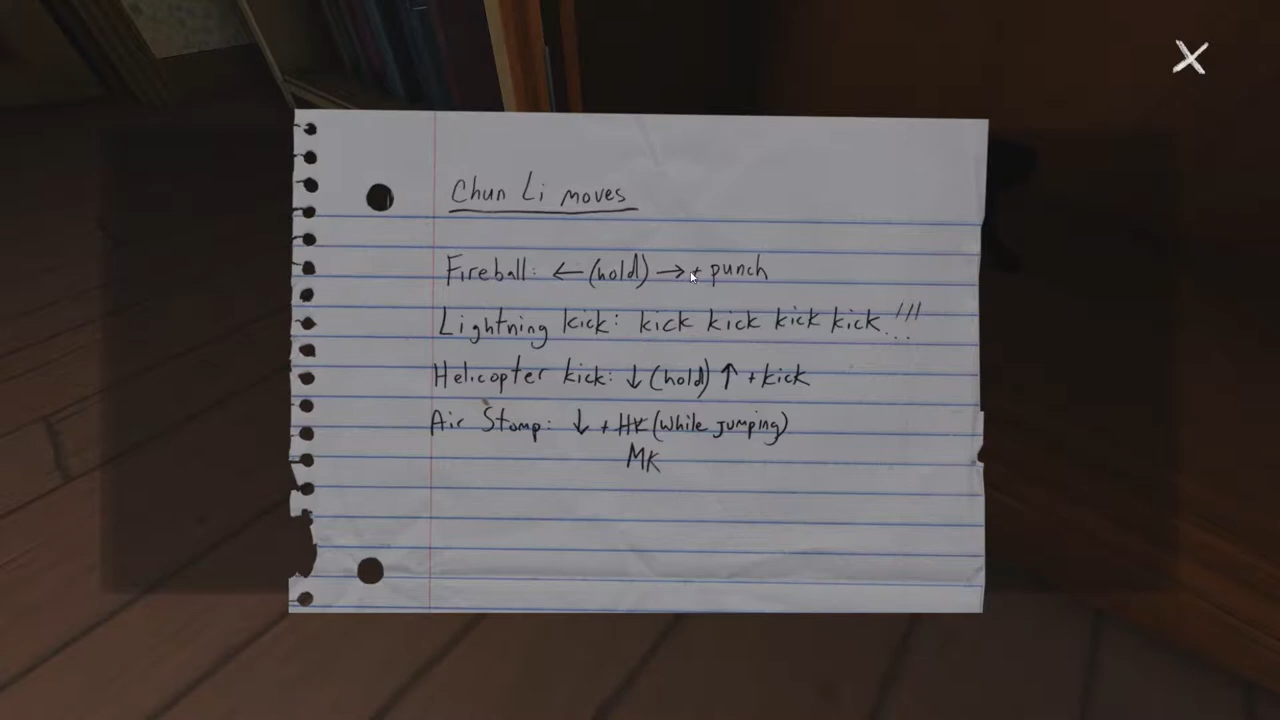 Chun Li moves
Fireball: ← (hold) → + punch
Lightning kick: kick kick kick kick...!!!
Helicopter kick: ↓ (hold) ↑ + kick
Air Stomp: ↓ + HK (while jumping)
MK